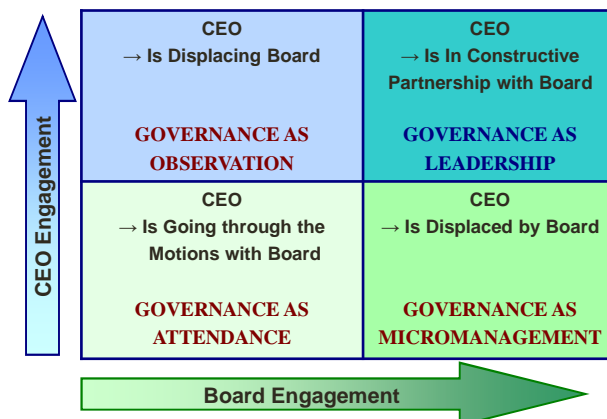 CEO Engagement
CEO
→ Is Displacing Board
GOVERNANCE AS
OBSERVATION
CEO
→ Is In Constructive
Partnership with Board
GOVERNANCE AS
LEADERSHIP
CEO
→ Is Going through the
Motions with Board
GOVERNANCE AS
ATTENDANCE
CEO
→ Is Displaced by Board
GOVERNANCE AS
MICROMANAGEMENT
Board Engagement